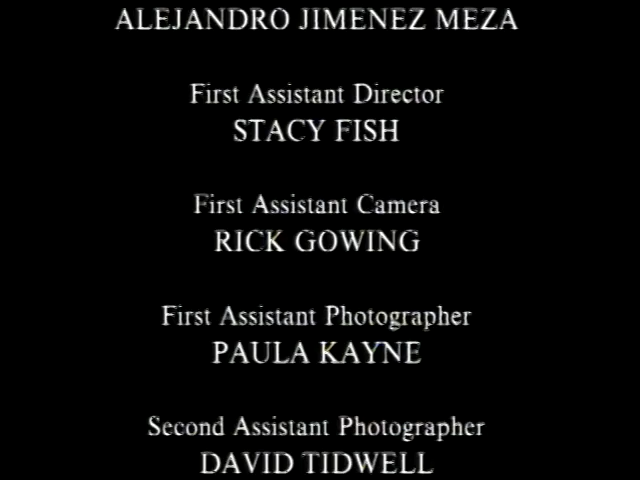 ALEJANDRO JIMENEZ MEZA
First Assistant Director
STACY FISH
First Assistant Camera
RICK GOWING
First Assistant Photographer
PAULA KAYNE
Second Assistant Photographer
DAVID TIDWELL